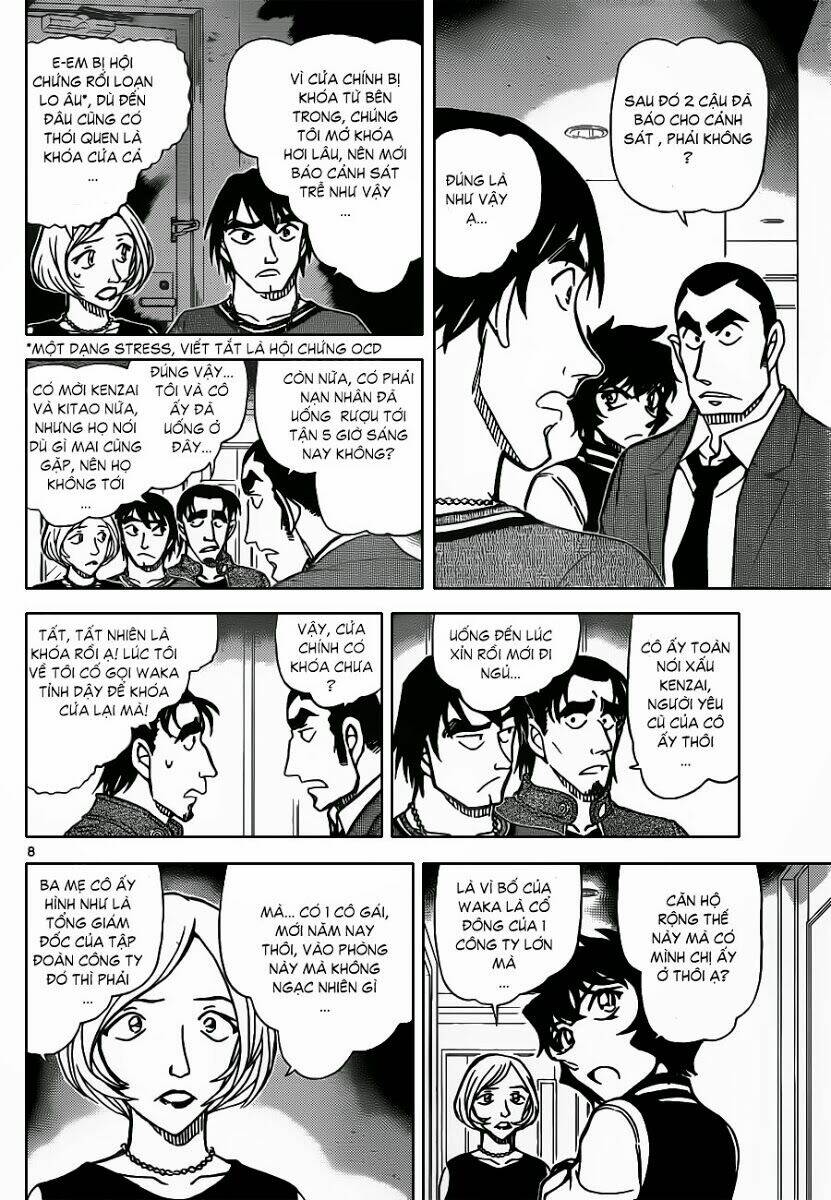 SAU ĐÓ 2 CẬU ĐÃ
BÁO CHO CẢNH
SÁT , PHẢI KHÔNG
?
ĐÚNG LÀ
NHƯ VẬY
Ạ...
VÌ CỬA CHÍNH BỊ
KHÓA TỪ BÊN
TRONG, CHÚNG
TÔI MỞ KHÓA
HƠI LÂU, NÊN MỚI
BÁO CẢNH SÁT
TRỄ NHƯ VẬY
...
E-EM BỊ HỘI
CHỨNG RỐI LOẠN
LO ÂU*, DÙ ĐẾN
ĐÂU CŨNG CÓ
THÓI QUEN LÀ
KHÓA CỬA CẢ
...
*MỘT DẠNG STRESS, VIẾT TẮT LÀ HỘI CHỨNG OCD
CÒN NỮA, CÓ PHẢI
NẠN NHÂN ĐÃ
UỐNG RƯỢU TỚI
TẬN 5 GIỜ SÁNG
NAY KHÔNG?
ĐÚNG VẬY...
TÔI VÀ CÔ
ẤY ĐÃ
UỐNG Ở
ĐÂY...
CÓ MỜI KENZAI
VÀ KITAO NỮA,
NHƯNG HỌ NÓI
DÙ GÌ MAI CŨNG
GẶP, NÊN HỌ
KHÔNG TỚI
...
CÔ ẤY TOÀN
NÓI XẤU
KENZAI,
NGƯỜI YÊU
CŨ CỦA CÔ
ẤY THÔI
...
UỐNG ĐẾN LÚC
XỈN RỒI MỚI ĐI
NGỦ...
VẬY, CỬA
CHÍNH CÓ
KHÓA CHƯA
?
TẤT, TẤT NHIÊN LÀ
KHÓA RỒI Ạ! LÚC TÔI
VỀ TÔI CỐ GỌI WAKA
TỈNH DẬY ĐỂ KHÓA
CỬA LẠI MÀ!
8
CĂN HỘ
RỘNG THẾ
NÀY MÀ CÓ
MÌNH CHỊ ẤY
Ở THÔI Ạ?
LÀ VÌ BỐ CỦA
WAKA LÀ CỔ
ĐÔNG CỦA 1
CÔNG TY LỚN
MÀ
...
MÀ... CÓ 1 CÔ GÁI,
MỚI NĂM NAY
THÔI, VÀO PHÒNG
NÀY MÀ KHÔNG
NGẠC NHIÊN GÌ
...
BA MẸ CÔ ẤY
HÌNH NHƯ LÀ
TỔNG GIÁM
ĐỐC CỦA TẬP
ĐOÀN CÔNG TY
ĐÓ THÌ PHẢI
...